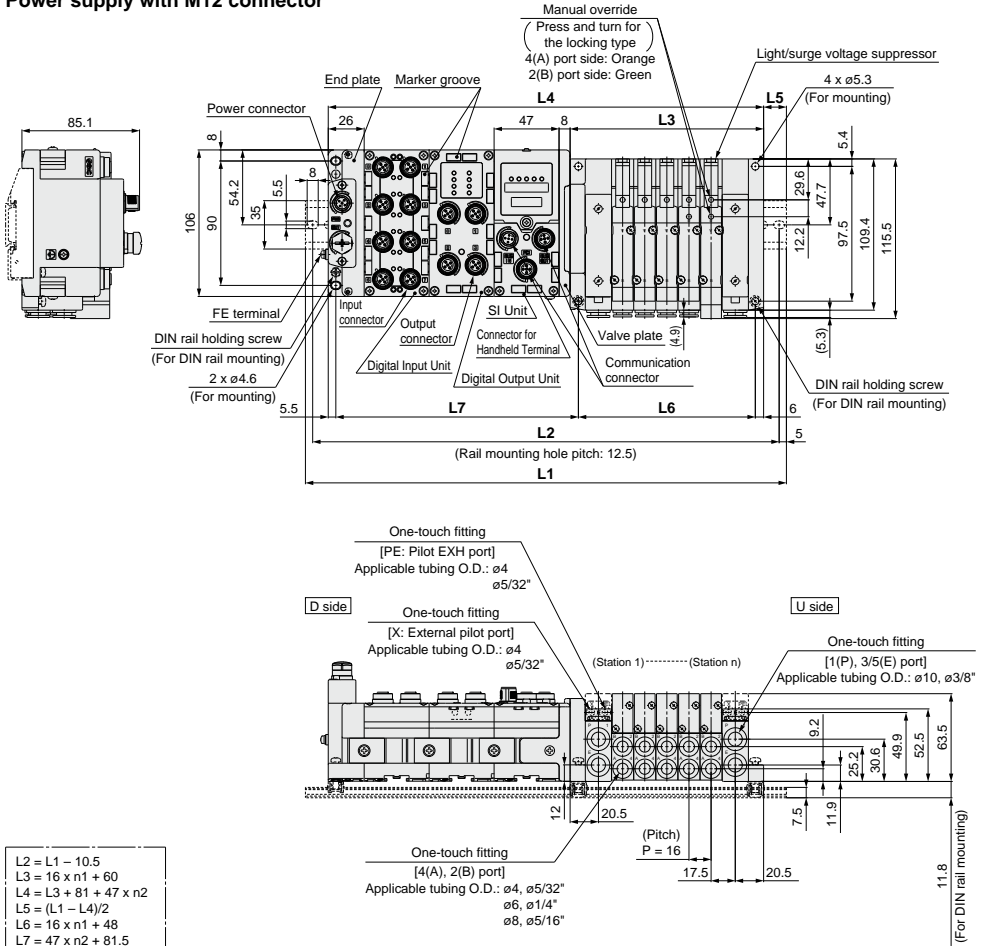 Power supply with M12 connector
Manual override
(Press and turn for
the locking type)
4(A) port side: Orange
2(B) port side: Green
Light/surge voltage suppressor
End plate
Marker groove
4 x ø5.3
(For mounting)
Power connector
L4
L5
85.1
26
47
8
L3
8
5.4
54.2
5.5
8
106
90
35
29.6
47.7
12.2
97.5
109.4
115.5
FE terminal
Input
connector
Output
connector
SI Unit
Connector for
Handheld Terminal
Valve plate
(4.9)
(5.3)
DIN rail holding screw
(For DIN rail mounting)
Digital Input Unit
Digital Output Unit
Communication
connector
2 x ø4.6
(For mounting)
DIN rail holding screw
(For DIN rail mounting)
5.5
L7
L6
6
L2
5
(Rail mounting hole pitch: 12.5)
L1
One-touch fitting
[PE: Pilot EXH port]
Applicable tubing O.D.: ø4
ø5/32"
D side
U side
One-touch fitting
[X: External pilot port]
Applicable tubing O.D.: ø4
ø5/32"
(Station 1)--------(Station n)
One-touch fitting
[1(P), 3/5(E) port]
Applicable tubing O.D.: ø10, ø3/8"
9.2
25.2
30.6
49.9
52.5
63.5
12
20.5
7.5
11.9
(Pitch)
P = 16
17.5
20.5
11.8
(For DIN rail mounting)
One-touch fitting
[4(A), 2(B) port]
Applicable tubing O.D.: ø4, ø5/32"
ø6, ø1/4"
ø8, ø5/16"
L2 = L1 – 10.5
L3 = 16 x n1 + 60
L4 = L3 + 81 + 47 x n2
L5 = (L1 – L4)/2
L6 = 16 x n1 + 48
L7 = 47 x n2 + 81.5